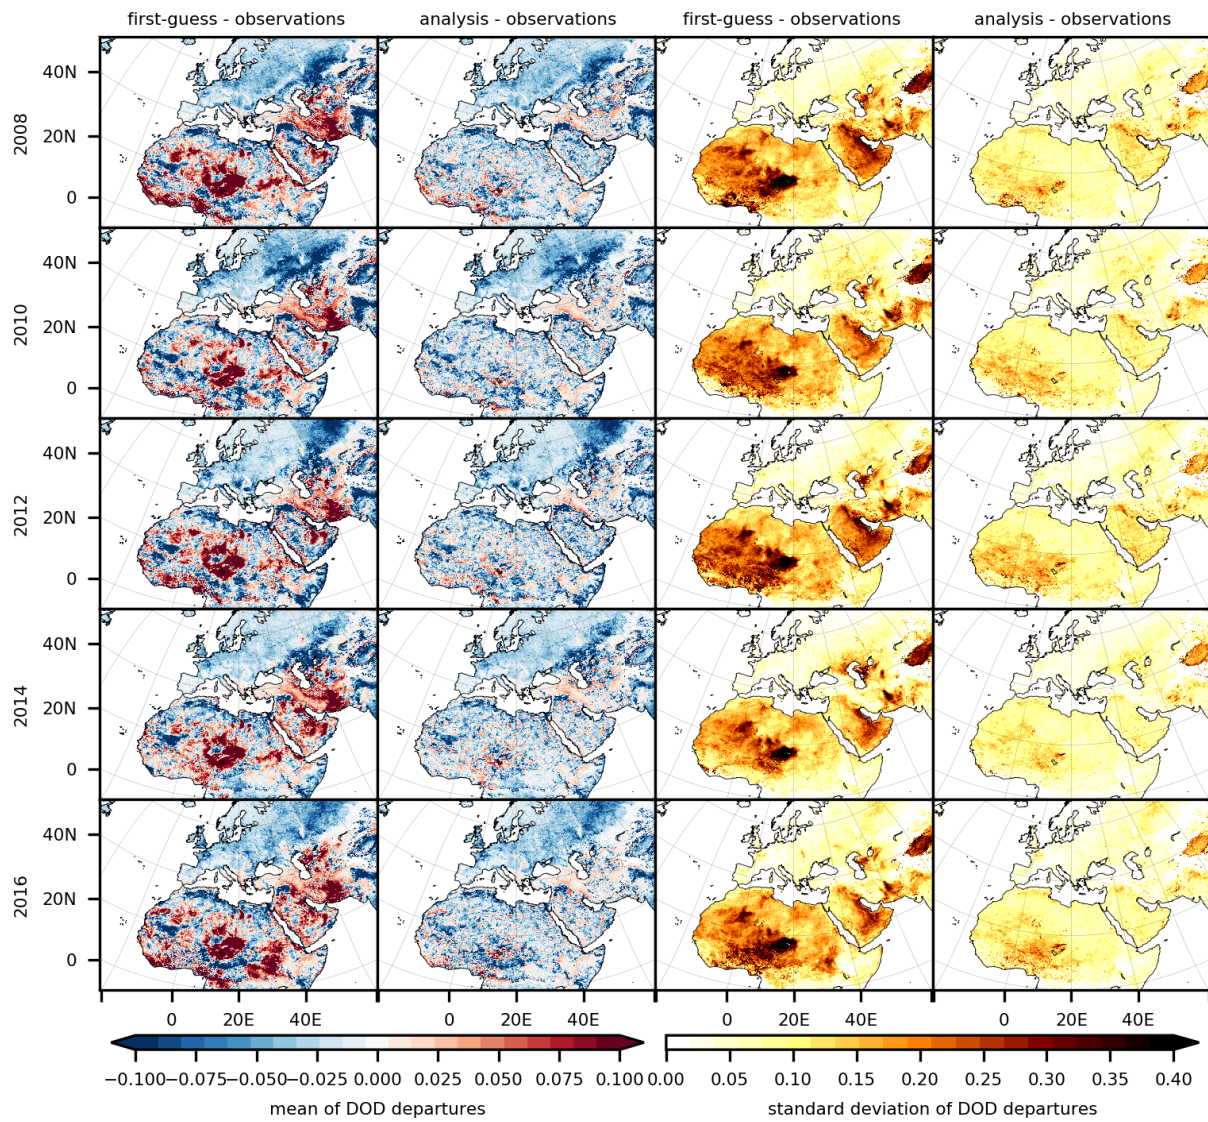 first-guess - observations analysis - observations first-guess - observations analysis - observations
40N
20N
0
2008
40N
20N
0
2010
40N
20N
0
2012
40N
20N
0
2014
40N
20N
0
2016
0 20E 40E 0 20E 40E 0 20E 40E 0 20E 40E
−0.100 −0.075 −0.050 −0.025 0.000 0.025 0.050 0.075 0.100
mean of DOD departures
0.00 0.05 0.10 0.15 0.20 0.25 0.30 0.35 0.40
standard deviation of DOD departures